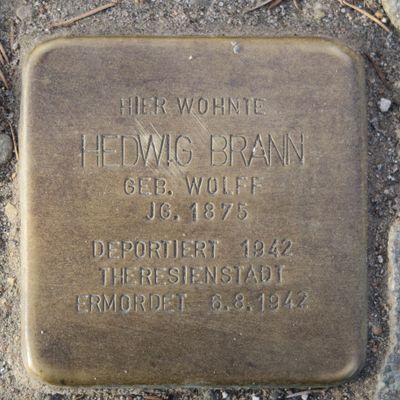 HIER WOHNTE
HEDWIG BRANN
GEB. WOLFF
JG. 1875
DEPORTIERT 1942
THERESIENSTADT
ERMORDET 6.8.1942